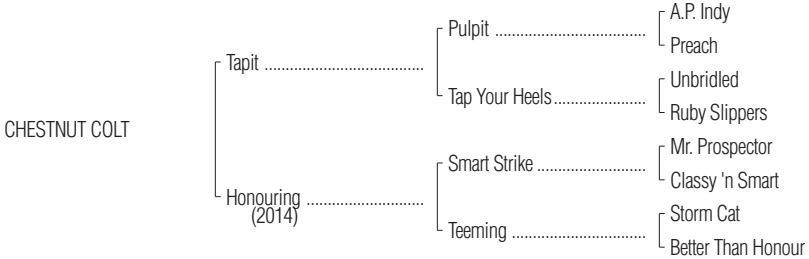 A.P. Indy
Pulpit ....................................
Preach
Tapit ......................................
Unbridled
Tap Your Heels......................
Ruby Slippers
CHESTNUT COLT
Mr. Prospector
Smart Strike ..........................
Classy 'n Smart
Honouring ............................
(2014)
Storm Cat
Teeming ................................
Better Than Honour